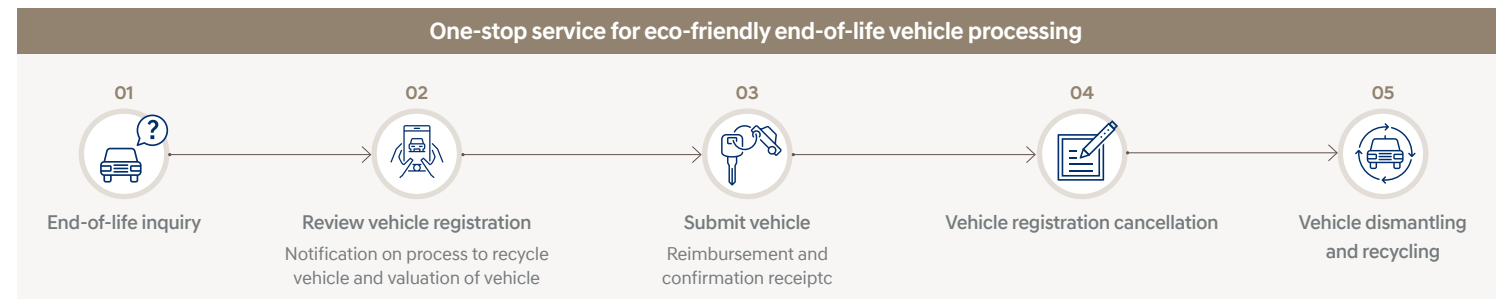 One-stop service for eco-friendly end-of-life vehicle processing
01
02
03
04
05
?
End-of-life inquiry
Review vehicle registration
Notification on process to recycle
vehicle and valuation of vehicle
Submit vehicle
Reimbursement and
confirmation receiptc
Vehicle registration cancellation
Vehicle dismantling
and recycling